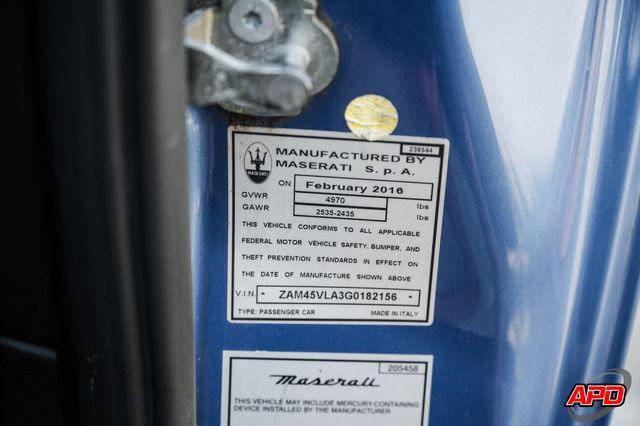 238544
MANUFACTURED BY
MASERATI S. p. A.
MASERATI
ON February 2016
GVWR 4970 lbs
GAWR 2535-2435 lbs
THIS VEHICLE CONFORMS TO ALL APPLICABLE
FEDERAL MOTOR VEHICLE SAFETY, BUMPER, AND
THEFT PREVENTION STANDARDS IN EFFECT ON
THE DATE OF MANUFACTURE SHOWN ABOVE
V.I.N. * ZAM45VLA3G0182156 *
TYPE: PASSENGER CAR MADE IN ITALY
205458
Maserati
THIS VEHICLE MAY INCLUDE MERCURY-CONTAINING
DEVICE INSTALLED BY THE MANUFACTURER
APD